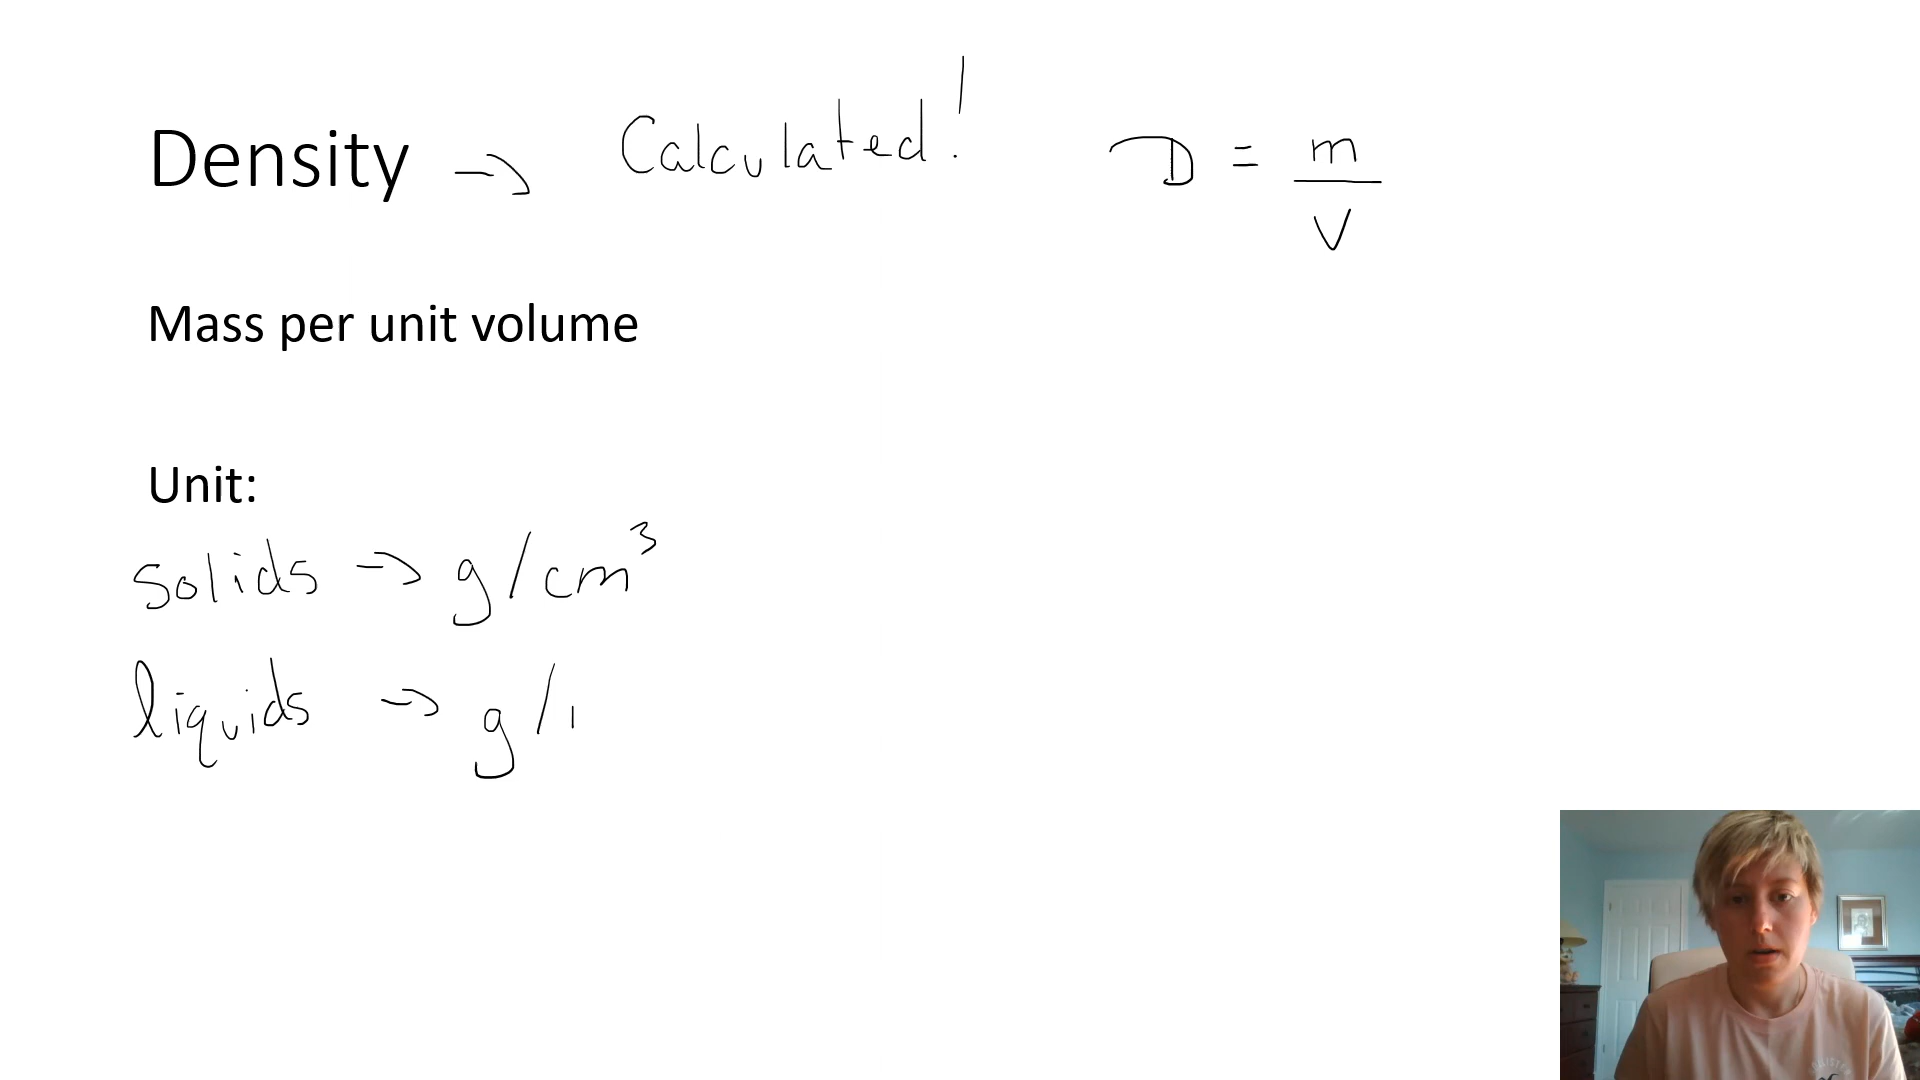 Density → Calculated! D = m/V
Mass per unit volume
Unit:
solids → g/cm³
liquids → g/